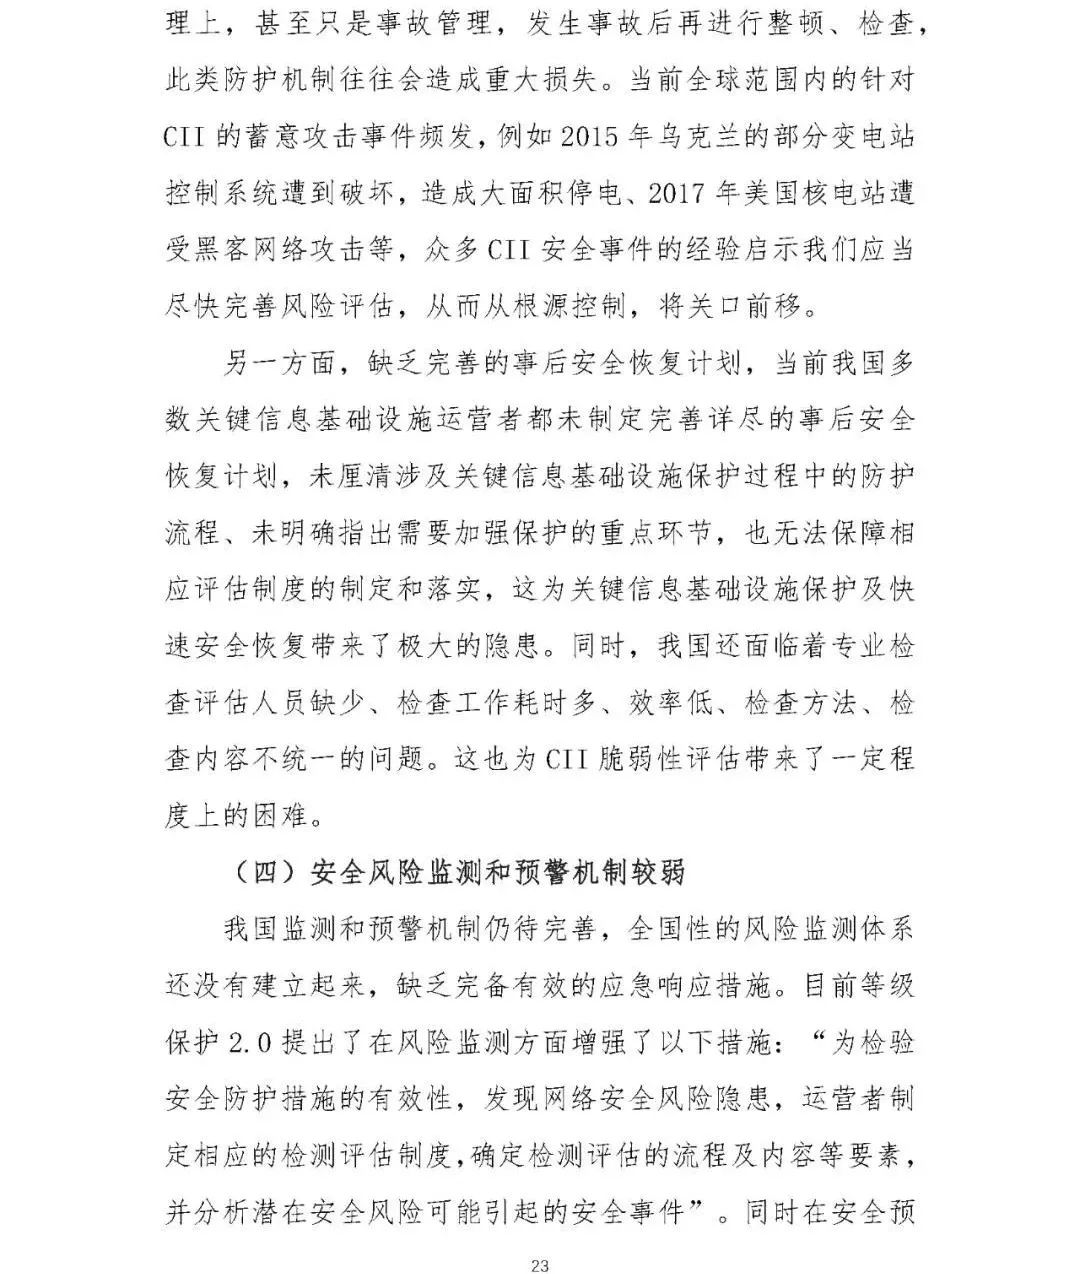 理上，甚至只是事故管理，发生事故后再进行整顿、检查，
此类防护机制往往会造成重大损失。当前全球范围内的针对
CII 的蓄意攻击事件频发，例如 2015 年乌克兰的部分变电站
控制系统遭到破坏，造成大面积停电、2017 年美国核电站遭
受黑客网络攻击等，众多 CII 安全事件的经验启示我们应当
尽快完善风险评估，从而从根源控制，将关口前移。
另一方面，缺乏完善的事后安全恢复计划，当前我国多
数关键信息基础设施运营者都未制定完善详尽的事后安全
恢复计划，未厘清涉及关键信息基础设施保护过程中的防护
流程、未明确指出需要加强保护的重点环节，也无法保障相
应评估制度的制定和落实，这为关键信息基础设施保护及快
速安全恢复带来了极大的隐患。同时，我国还面临着专业检
查评估人员缺少、检查工作耗时多、效率低、检查方法、检
查内容不统一的问题。这也为 CII 脆弱性评估带来了一定程
度上的困难。
（四）安全风险监测和预警机制较弱
我国监测和预警机制仍待完善，全国性的风险监测体系
还没有建立起来，缺乏完备有效的应急响应措施。目前等级
保护 2.0 提出了在风险监测方面增强了以下措施：“为检验
安全防护措施的有效性，发现网络安全风险隐患，运营者制
定相应的检测评估制度，确定检测评估的流程及内容等要素，
并分析潜在安全风险可能引起的安全事件”。同时在安全预
23